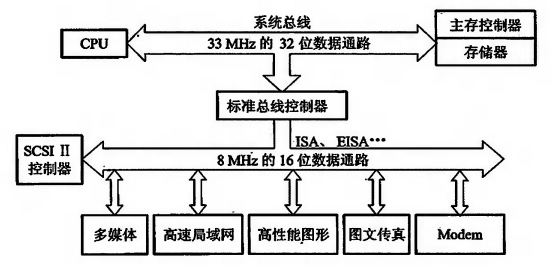 系统总线
主存控制器
CPU
33 MHz 的 32 位数据通路
存储器
标准总线控制器
ISA、EISA…
SCSI II
控制器
8 MHz 的 16 位数据通路
多媒体
高速局域网
高性能图形
图文传真
Modem